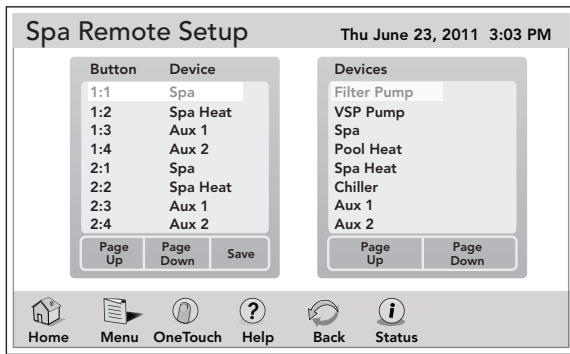 Spa Remote Setup
Thu June 23, 2011 3:03 PM
Button Device
1:1 Spa
1:2 Spa Heat
1:3 Aux 1
1:4 Aux 2
2:1 Spa
2:2 Spa Heat
2:3 Aux 1
2:4 Aux 2
Page Up
Page Down
Save
Devices
Filter Pump
VSP Pump
Spa
Pool Heat
Spa Heat
Chiller
Aux 1
Aux 2
Page Up
Page Down
Home
Menu
OneTouch
?
Help
Back
i
Status